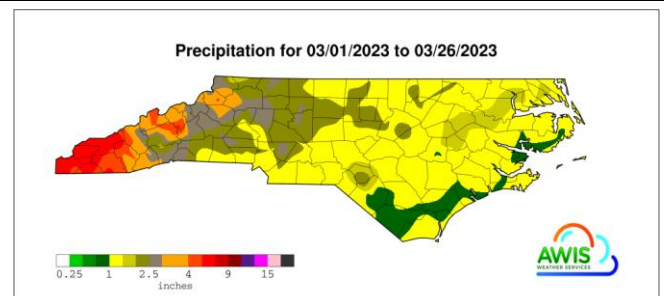 Precipitation for 03/01/2023 to 03/26/2023
0.25 1 2.5 4 9 15
inches
AWIS
WEATHER SERVICES